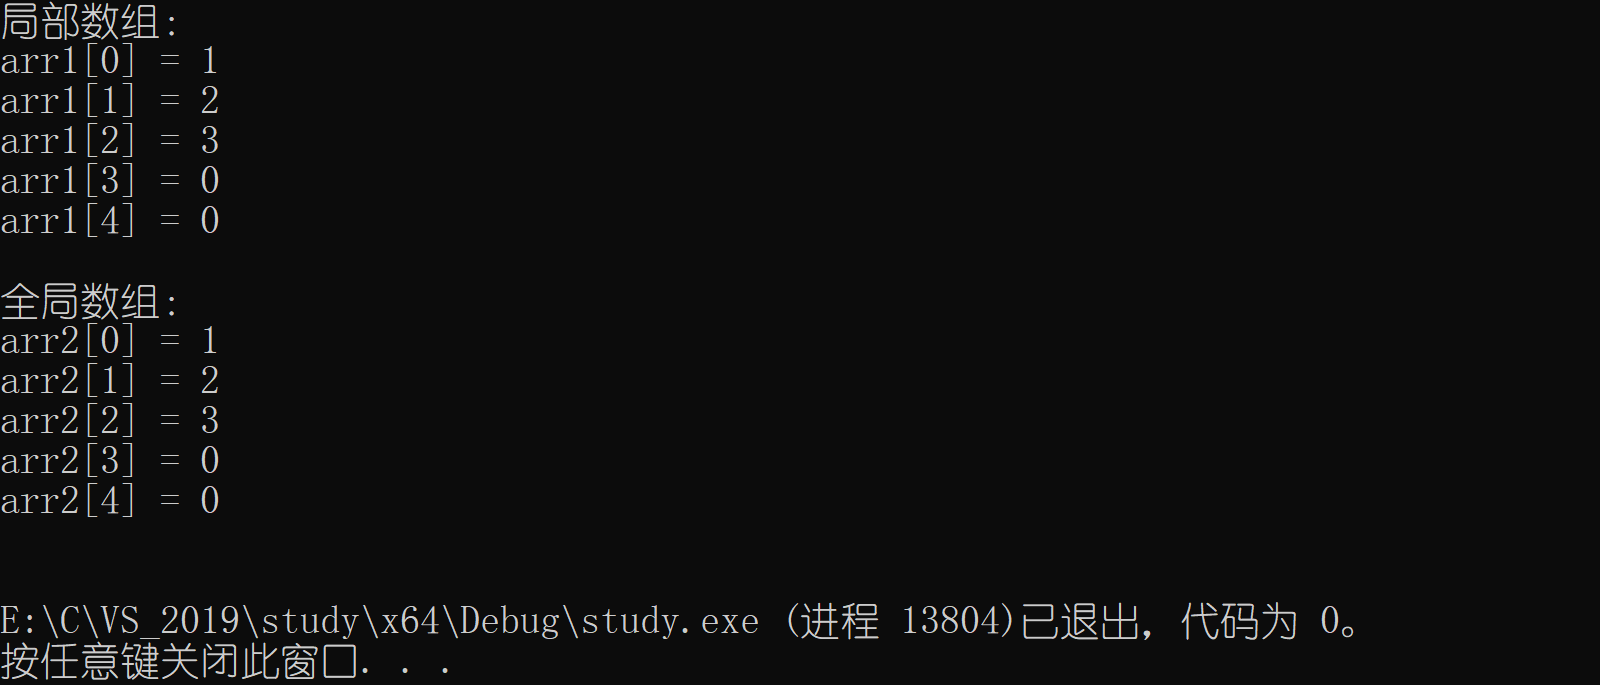 局部数组:
arr1[0] = 1
arr1[1] = 2
arr1[2] = 3
arr1[3] = 0
arr1[4] = 0
全局数组:
arr2[0] = 1
arr2[1] = 2
arr2[2] = 3
arr2[3] = 0
arr2[4] = 0
E:\C\VS_2019\study\x64\Debug\study.exe (进程 13804)已退出，代码为 0。
按任意键关闭此窗口. . .